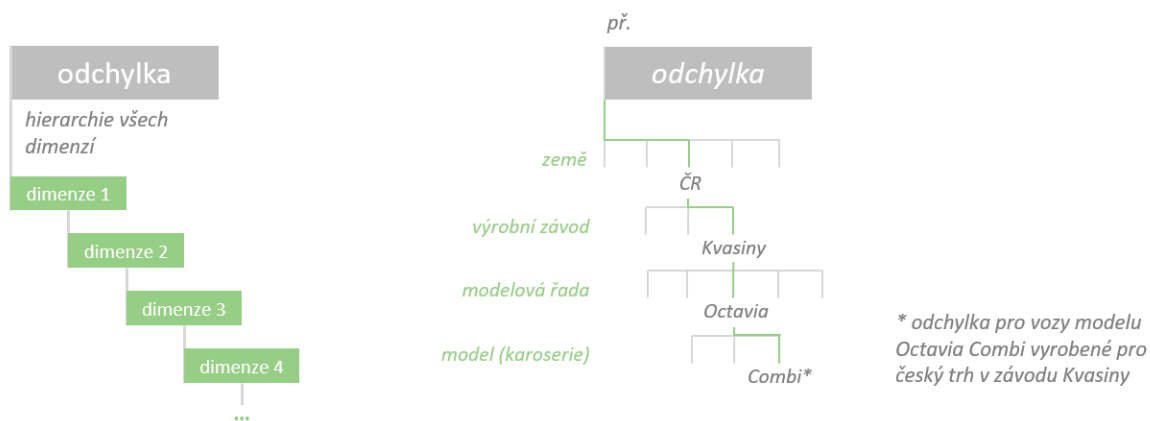 odchylka
hierarchie všech
dimenzí
dimenze 1
dimenze 2
dimenze 3
dimenze 4
...
př.
odchylka
země
ČR
výrobní závod
Kvasiny
modelová řada
Octavia
model (karoserie)
Combi*
* odchylka pro vozy modelu
Octavia Combi vyrobené pro
český trh v závodu Kvasiny